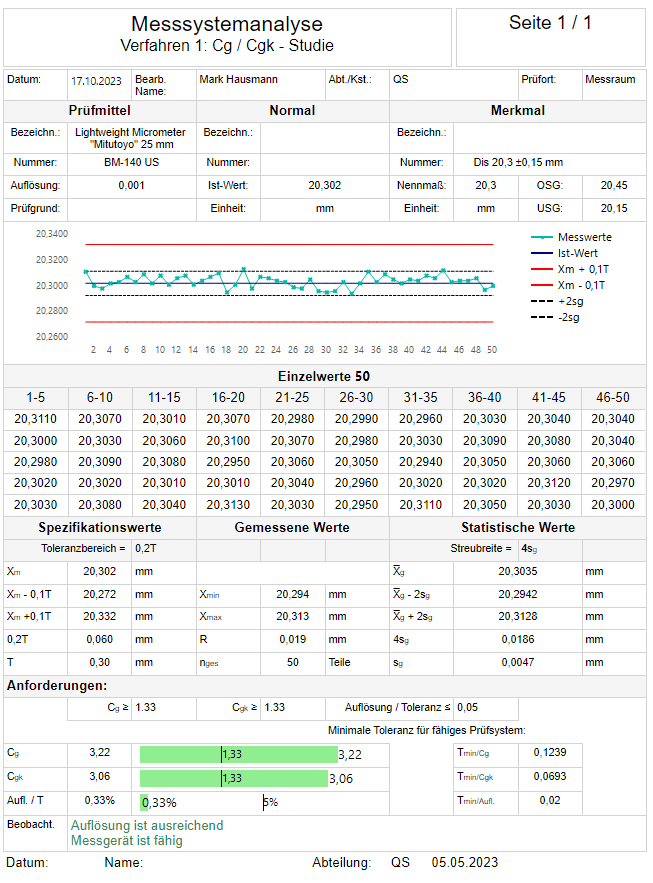 Messsystemanalyse
Verfahren 1: Cg / Cgk - Studie
Seite 1 / 1
Datum: 17.10.2023 Bearb. Name: Mark Hausmann Abt./Kst.: QS Prüfort: Messraum
Prüfmittel Normal Merkmal
Bezeichn.: Lightweight Micrometer "Mitutoyo" 25 mm Bezeichn.: Bezeichn.:
Nummer: BM-140 US Nummer: Nummer: Dis 20,3 ±0,15 mm
Auflösung: 0,001 Ist-Wert: 20,302 Nennmaß: 20,3 OSG: 20,45
Prüfgrund: Einheit: mm Einheit: mm USG: 20,15
20,3400
20,3200
20,3000
20,2800
20,2600
2 4 6 8 10 12 14 16 18 20 22 24 26 28 30 32 34 36 38 40 42 44 46 48 50
Messwerte
Ist-Wert
Xm + 0,1T
Xm - 0,1T
+2sg
-2sg
Einzelwerte 50
1-5 6-10 11-15 16-20 21-25 26-30 31-35 36-40 41-45 46-50
20,3110 20,3070 20,3010 20,3070 20,2980 20,2990 20,2960 20,3030 20,3040 20,3040
20,3000 20,3030 20,3060 20,3100 20,3070 20,2980 20,3030 20,3090 20,3080 20,3040
20,2980 20,3090 20,3080 20,2950 20,3060 20,3050 20,2940 20,3050 20,3060 20,3060
20,3020 20,3020 20,3010 20,3010 20,3040 20,2960 20,3020 20,3020 20,3120 20,2970
20,3030 20,3080 20,3040 20,3130 20,3030 20,2950 20,3110 20,3050 20,3030 20,3000
Spezifikationswerte Gemessene Werte Statistische Werte
Toleranzbereich = 0,2T Streubreite = 4sg
Xm 20,302 mm X̅g 20,3035 mm
Xm - 0,1T 20,272 mm Xmin 20,294 mm X̅g - 2sg 20,2942 mm
Xm +0,1T 20,332 mm Xmax 20,313 mm X̅g + 2sg 20,3128 mm
0,2T 0,060 mm R 0,019 mm 4sg 0,0186 mm
T 0,30 mm nges 50 Teile sg 0,0047 mm
Anforderungen:
Cg ≥ 1.33 Cgk ≥ 1.33 Auflösung / Toleranz ≤ 0,05
Minimale Toleranz für fähiges Prüfsystem:
Cg 3,22 1,33 3,22 Tmin/Cg 0,1239
Cgk 3,06 1,33 3,06 Tmin/Cgk 0,0693
Aufl. / T 0,33% 0,33% 5% Tmin/Aufl. 0,02
Beobacht. Auflösung ist ausreichend
Messgerät ist fähig
Datum: Name: Abteilung: QS 05.05.2023